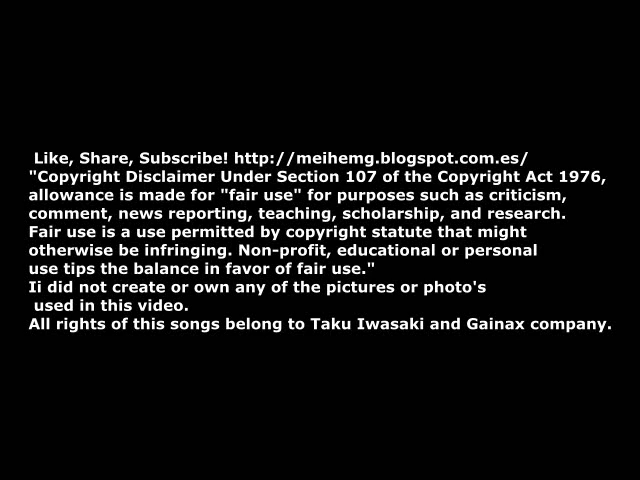 Like, Share, Subscribe! http://meihemg.blogspot.com.es/
"Copyright Disclaimer Under Section 107 of the Copyright Act 1976,
allowance is made for "fair use" for purposes such as criticism,
comment, news reporting, teaching, scholarship, and research.
Fair use is a use permitted by copyright statute that might
otherwise be infringing. Non-profit, educational or personal
use tips the balance in favor of fair use."
Ii did not create or own any of the pictures or photo's
used in this video.
All rights of this songs belong to Taku Iwasaki and Gainax company.